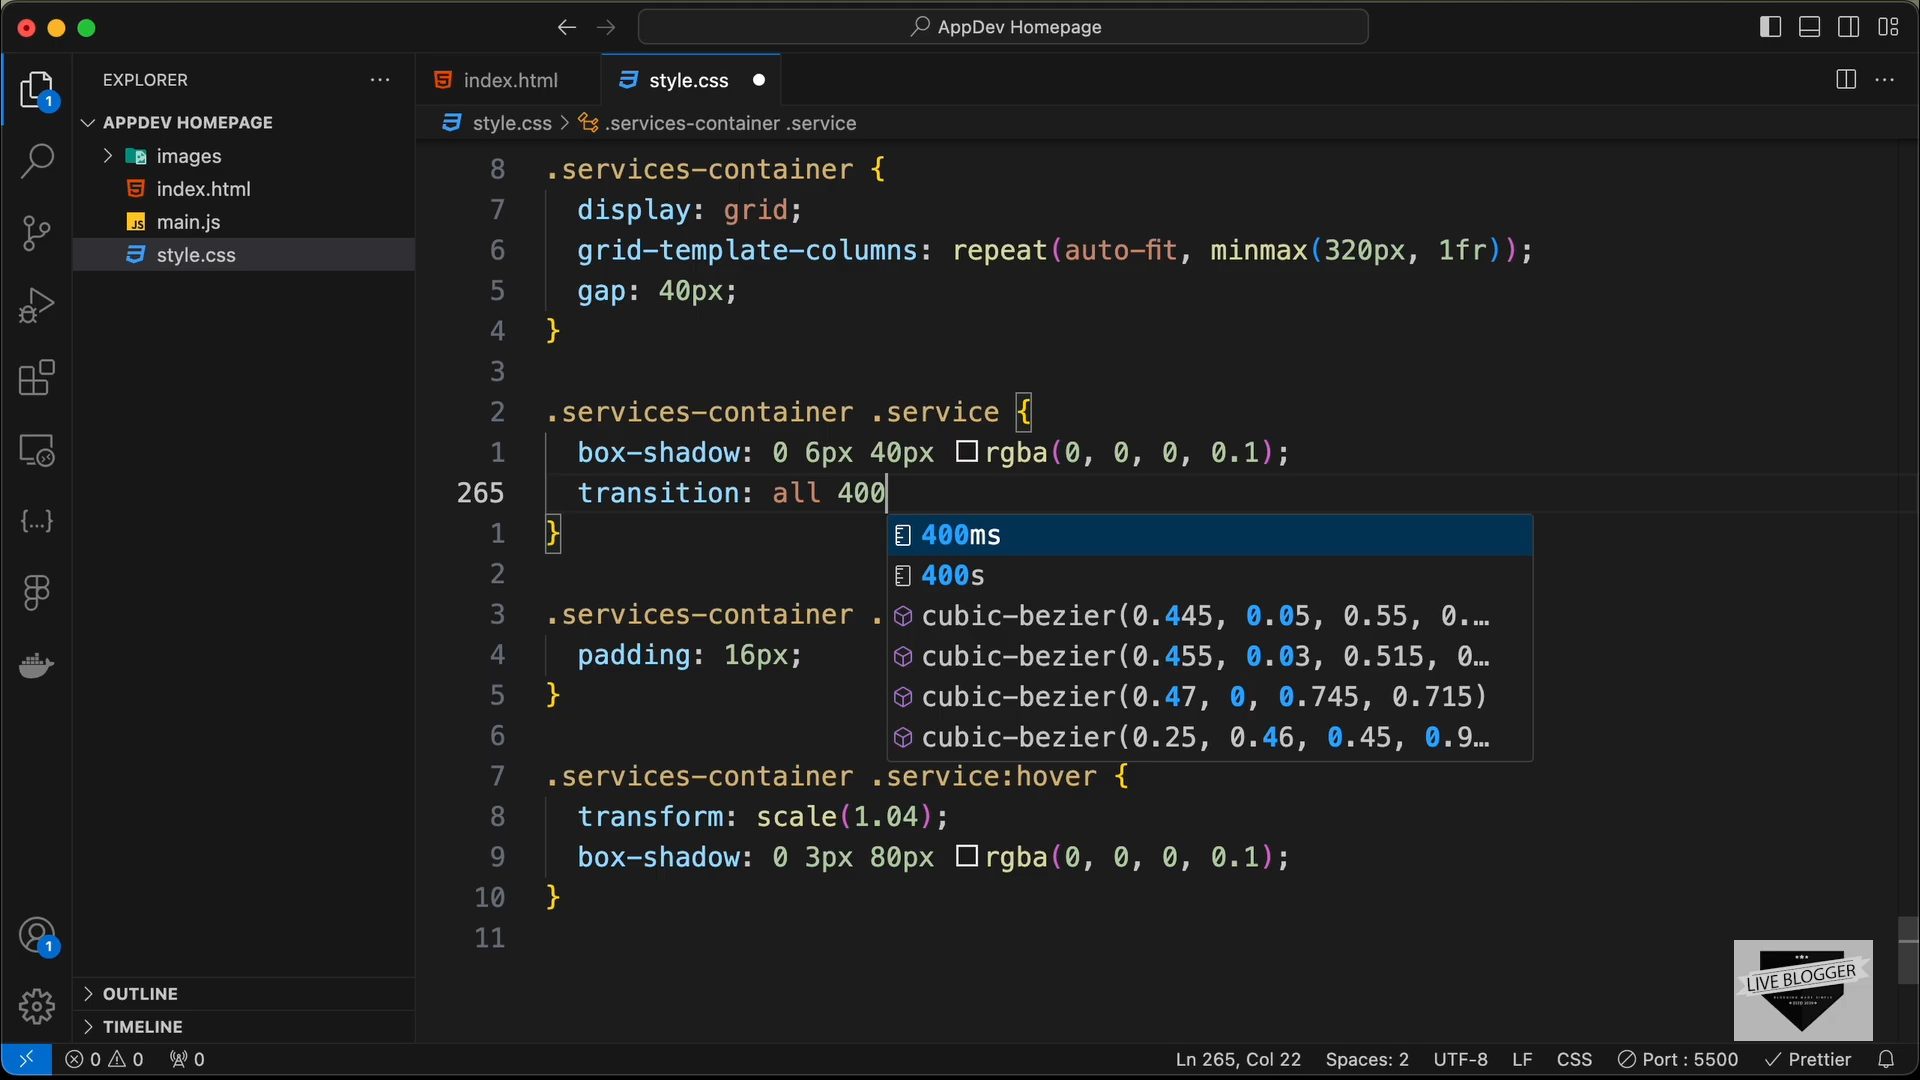 AppDev Homepage
EXPLORER
APPDEV HOMEPAGE
images
index.html
main.js
style.css
OUTLINE
TIMELINE
1
1
index.html
style.css
style.css > .services-container .service
8 .services-container {
7 display: grid;
6 grid-template-columns: repeat(auto-fit, minmax(320px, 1fr));
5 gap: 40px;
4 }
3
2 .services-container .service {
1 box-shadow: 0 6px 40px rgba(0, 0, 0, 0.1);
265 transition: all 400
1 }
2
3 .services-container .
4 padding: 16px;
5 }
6
7 .services-container .service:hover {
8 transform: scale(1.04);
9 box-shadow: 0 3px 80px rgba(0, 0, 0, 0.1);
10 }
11
400ms
400s
cubic-bezier(0.445, 0.05, 0.55, 0.…
cubic-bezier(0.455, 0.03, 0.515, 0…
cubic-bezier(0.47, 0, 0.745, 0.715)
cubic-bezier(0.25, 0.46, 0.45, 0.9…
LIVE BLOGGER
0 0 0 Ln 265, Col 22 Spaces: 2 UTF-8 LF CSS Port : 5500 Prettier